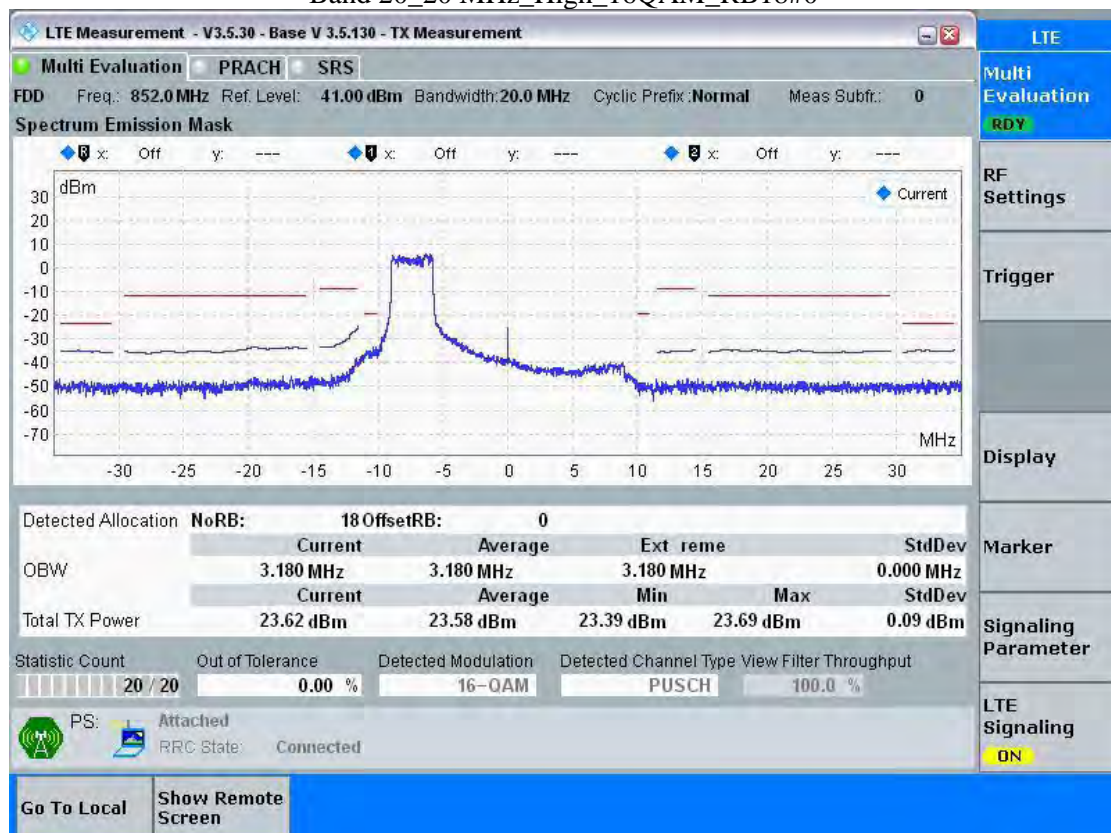 Band 20_20 MHz_High_16QAM_RB18#0
LTE Measurement - V3.5.30 - Base V 3.5.130 - TX Measurement
LTE
Multi Evaluation PRACH SRS
Multi Evaluation
RDY
FDD Freq.: 852.0 MHz Ref. Level: 41.00 dBm Bandwidth: 20.0 MHz Cyclic Prefix: Normal Meas Subfr.: 0
Spectrum Emission Mask
R x: Off y: --- 1 x: Off y: --- 2 x: Off y: ---
dBm
Current
30
20
10
0
-10
-20
-30
-40
-50
-60
-70
MHz
-30 -25 -20 -15 -10 -5 0 5 10 15 20 25 30
RF Settings
Trigger
Display
Marker
Signaling Parameter
LTE Signaling
ON
Detected Allocation NoRB: 18 OffsetRB: 0
Current Average Ext reme StdDev
OBW 3.180 MHz 3.180 MHz 3.180 MHz 0.000 MHz
Current Average Min Max StdDev
Total TX Power 23.62 dBm 23.58 dBm 23.39 dBm 23.69 dBm 0.09 dBm
Statistic Count Out of Tolerance Detected Modulation Detected Channel Type View Filter Throughput
20 / 20 0.00 % 16-QAM PUSCH 100.0 %
PS: Attached
RRC State: Connected
Go To Local
Show Remote Screen